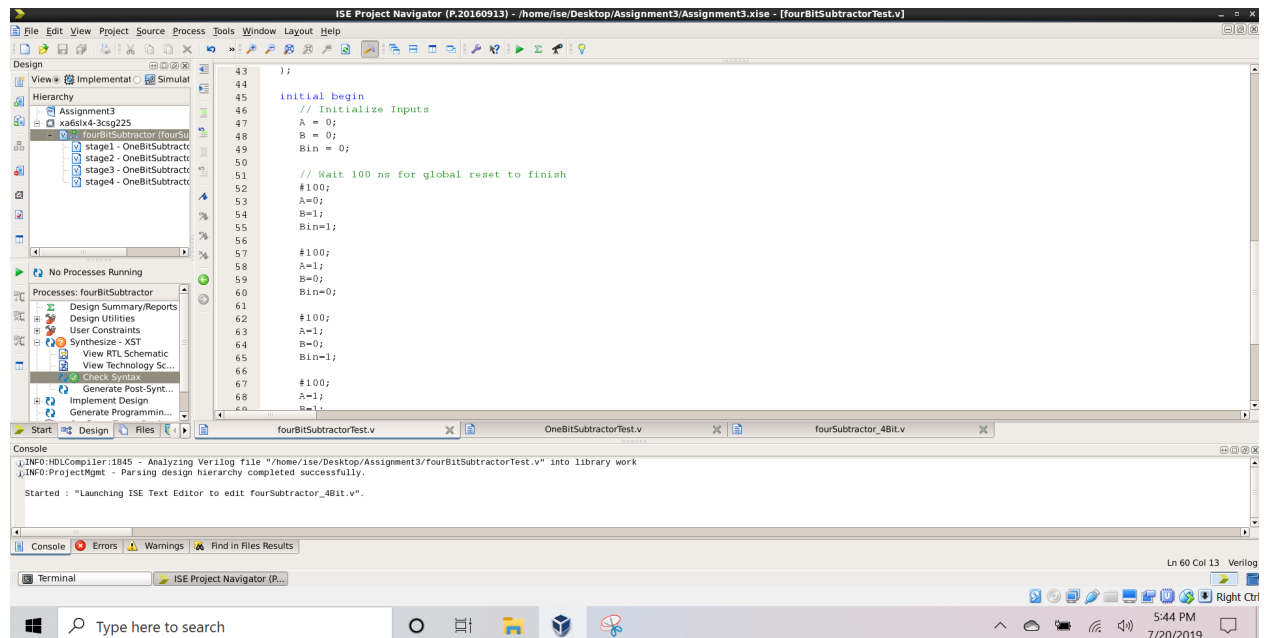 ISE Project Navigator (P.20160913) - /home/ise/Desktop/Assignment3/Assignment3.xise - [fourBitSubtractorTest.v]
File Edit View Project Source Process Tools Window Layout Help
Design
View: Implementat Simulat
Hierarchy
Assignment3
xa6slx4-3csg225
fourBitSubtractor (fourSu
stage1 - OneBitSubtracto
stage2 - OneBitSubtracto
stage3 - OneBitSubtracto
stage4 - OneBitSubtracto
No Processes Running
Processes: fourBitSubtractor
Design Summary/Reports
Design Utilities
User Constraints
Synthesize - XST
View RTL Schematic
View Technology Sc...
Check Syntax
Generate Post-Synt...
Implement Design
Generate Programmin...
43 );
44
45 initial begin
46 // Initialize Inputs
47 A = 0;
48 B = 0;
49 Bin = 0;
50
51 // Wait 100 ns for global reset to finish
52 #100;
53 A=0;
54 B=1;
55 Bin=1;
56
57 #100;
58 A=1;
59 B=0;
60 Bin=0;
61
62 #100;
63 A=1;
64 B=0;
65 Bin=1;
66
67 #100;
68 A=1;
69 B=1;
Start Design Files
fourBitSubtractorTest.v OneBitSubtractorTest.v fourSubtractor_4Bit.v
Console
INFO:HDLCompiler:1845 - Analyzing Verilog file "/home/ise/Desktop/Assignment3/fourBitSubtractorTest.v" into library work
INFO:ProjectMgmt - Parsing design hierarchy completed successfully.
Started : "Launching ISE Text Editor to edit fourSubtractor_4Bit.v".
Console Errors Warnings Find in Files Results
Ln 60 Col 13 Verilog
Terminal ISE Project Navigator (P...
Right Ctrl
Type here to search
5:44 PM
7/20/2019